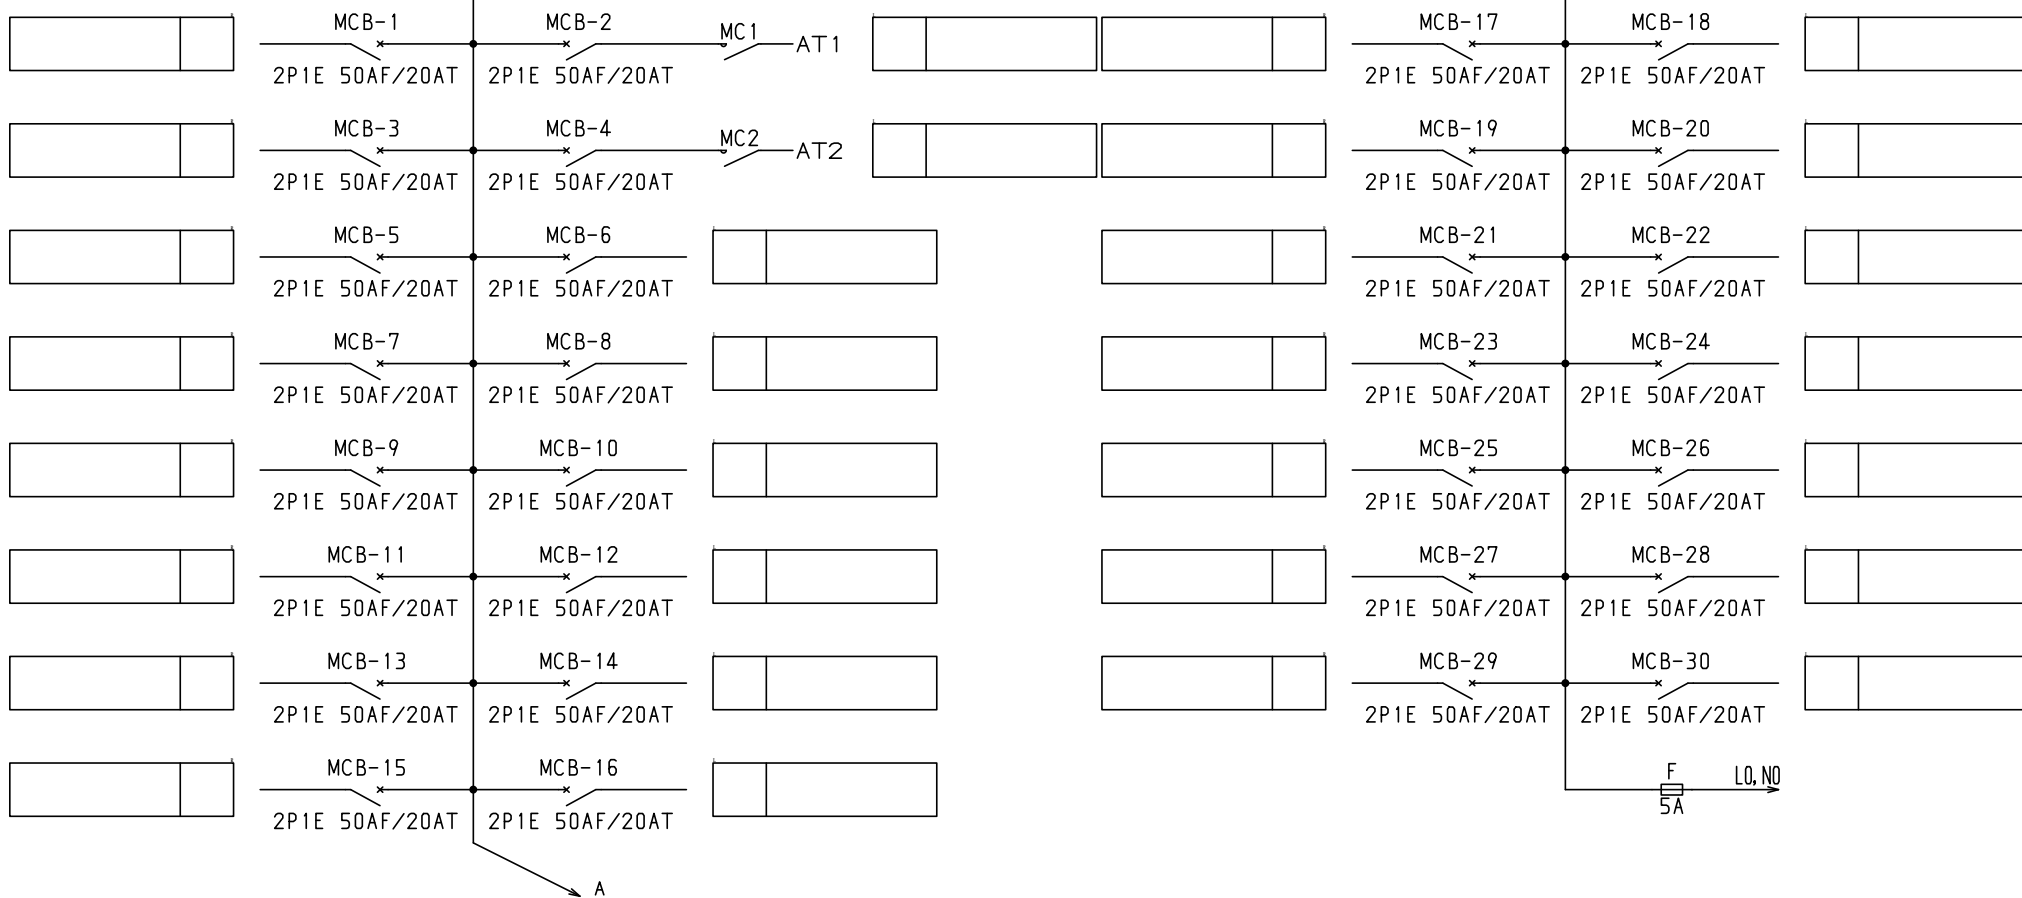 MCB-1 MCB-2 MC1 AT1 MCB-17 MCB-18
2P1E 50AF/20AT 2P1E 50AF/20AT 2P1E 50AF/20AT 2P1E 50AF/20AT
MCB-3 MCB-4 MC2 AT2 MCB-19 MCB-20
2P1E 50AF/20AT 2P1E 50AF/20AT 2P1E 50AF/20AT 2P1E 50AF/20AT
MCB-5 MCB-6 MCB-21 MCB-22
2P1E 50AF/20AT 2P1E 50AF/20AT 2P1E 50AF/20AT 2P1E 50AF/20AT
MCB-7 MCB-8 MCB-23 MCB-24
2P1E 50AF/20AT 2P1E 50AF/20AT 2P1E 50AF/20AT 2P1E 50AF/20AT
MCB-9 MCB-10 MCB-25 MCB-26
2P1E 50AF/20AT 2P1E 50AF/20AT 2P1E 50AF/20AT 2P1E 50AF/20AT
MCB-11 MCB-12 MCB-27 MCB-28
2P1E 50AF/20AT 2P1E 50AF/20AT 2P1E 50AF/20AT 2P1E 50AF/20AT
MCB-13 MCB-14 MCB-29 MCB-30
2P1E 50AF/20AT 2P1E 50AF/20AT 2P1E 50AF/20AT 2P1E 50AF/20AT
MCB-15 MCB-16 F L0,N0
2P1E 50AF/20AT 2P1E 50AF/20AT 5A
A